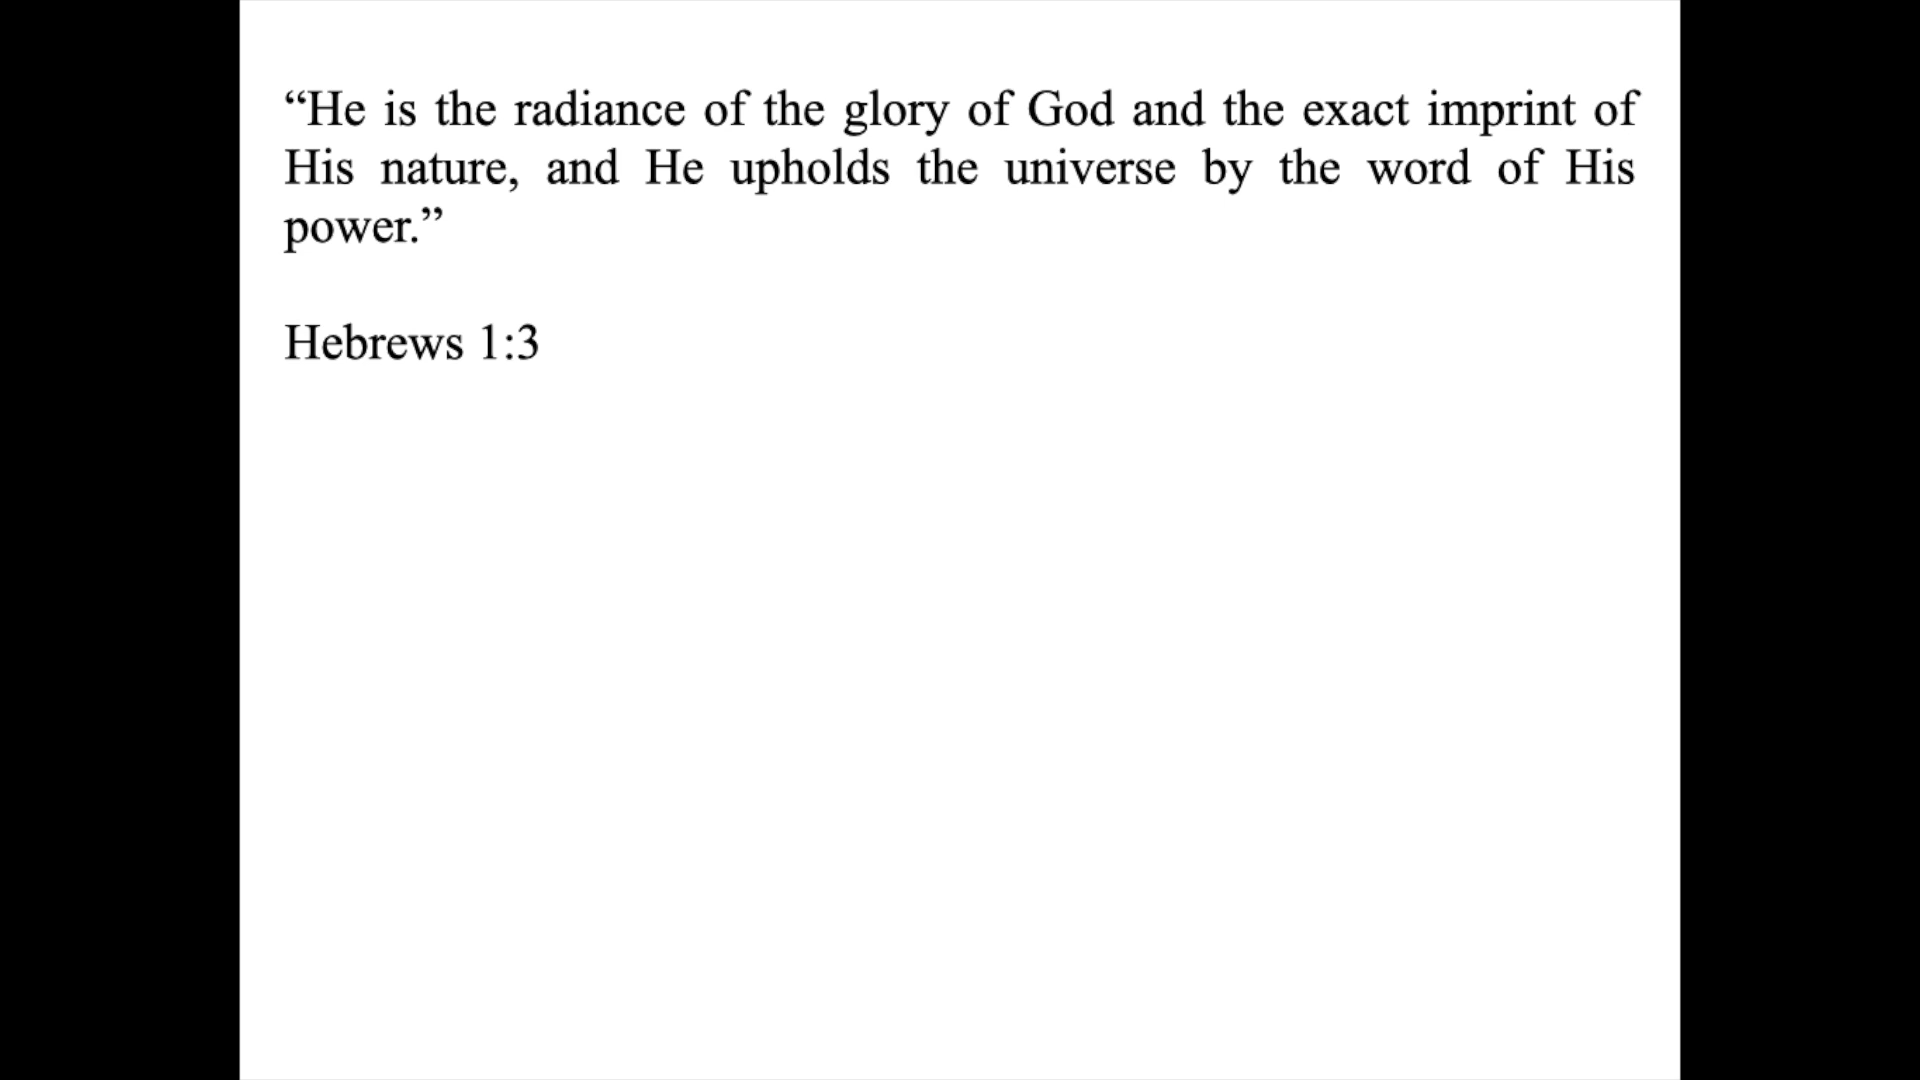 “He is the radiance of the glory of God and the exact imprint of
His nature, and He upholds the universe by the word of His
power.”
Hebrews 1:3